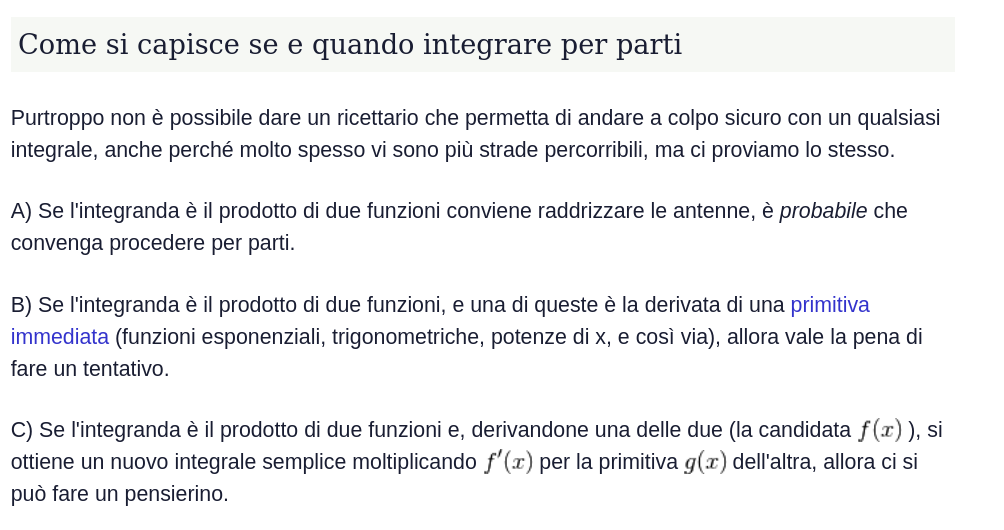 Come si capisce se e quando integrare per parti
Purtroppo non è possibile dare un ricettario che permetta di andare a colpo sicuro con un qualsiasi
integrale, anche perché molto spesso vi sono più strade percorribili, ma ci proviamo lo stesso.
A) Se l'integranda è il prodotto di due funzioni conviene raddrizzare le antenne, è probabile che
convenga procedere per parti.
B) Se l'integranda è il prodotto di due funzioni, e una di queste è la derivata di una primitiva
immediata (funzioni esponenziali, trigonometriche, potenze di x, e così via), allora vale la pena di
fare un tentativo.
C) Se l'integranda è il prodotto di due funzioni e, derivandone una delle due (la candidata f(x) ), si
ottiene un nuovo integrale semplice moltiplicando f'(x) per la primitiva g(x) dell'altra, allora ci si
può fare un pensierino.